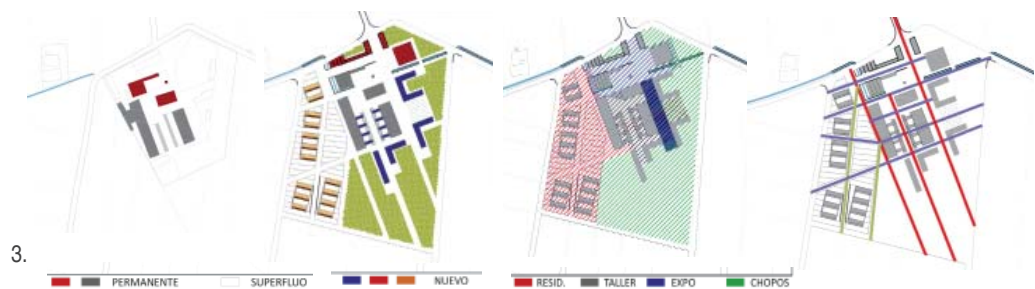 3.
PERMANENTE SUPERFLUO NUEVO RESID. TALLER EXPO CHOPOS